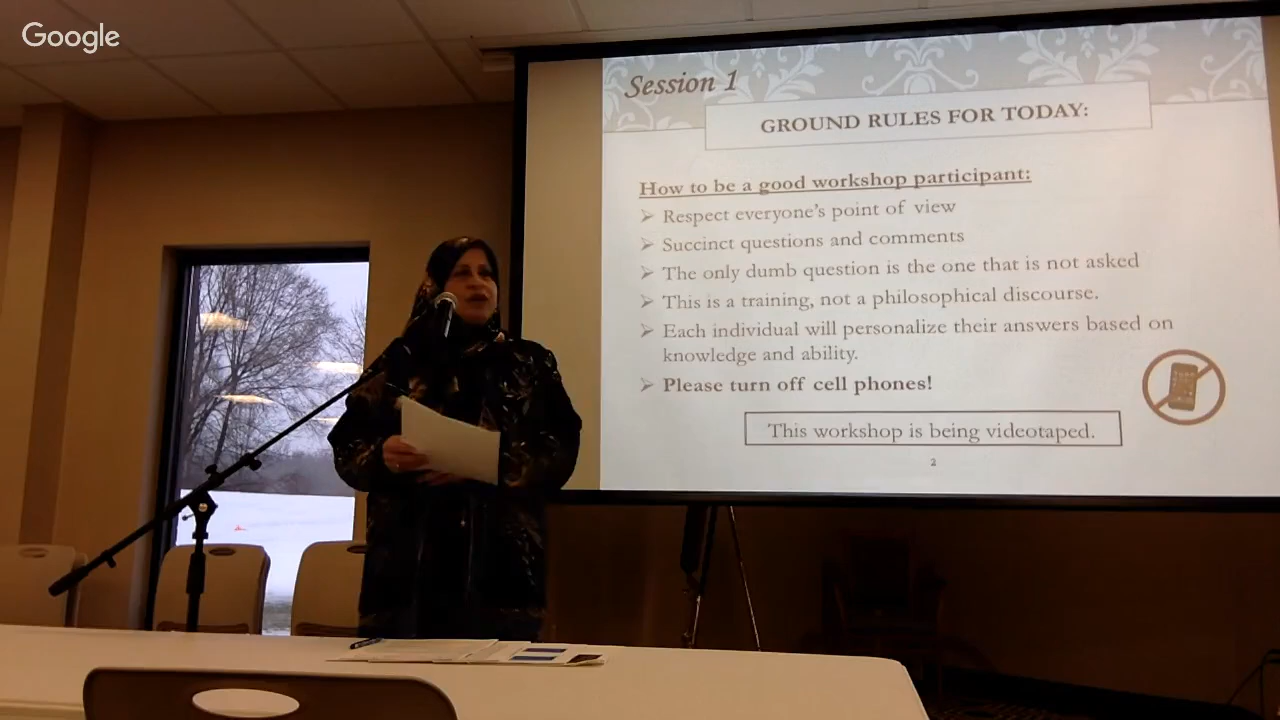 Google
Session 1
GROUND RULES FOR TODAY:
How to be a good workshop participant:
➢ Respect everyone's point of view
➢ Succinct questions and comments
➢ The only dumb question is the one that is not asked
➢ This is a training, not a philosophical discourse.
➢ Each individual will personalize their answers based on
knowledge and ability.
➢ Please turn off cell phones!
This workshop is being videotaped.
2